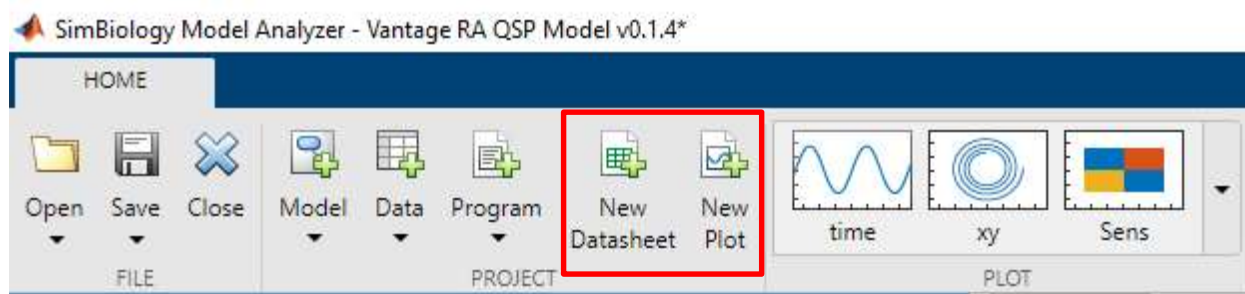 SimBiology Model Analyzer - Vantage RA QSP Model v0.1.4*
HOME
Open Save Close Model Data Program New Datasheet New Plot time xy Sens
FILE PROJECT PLOT